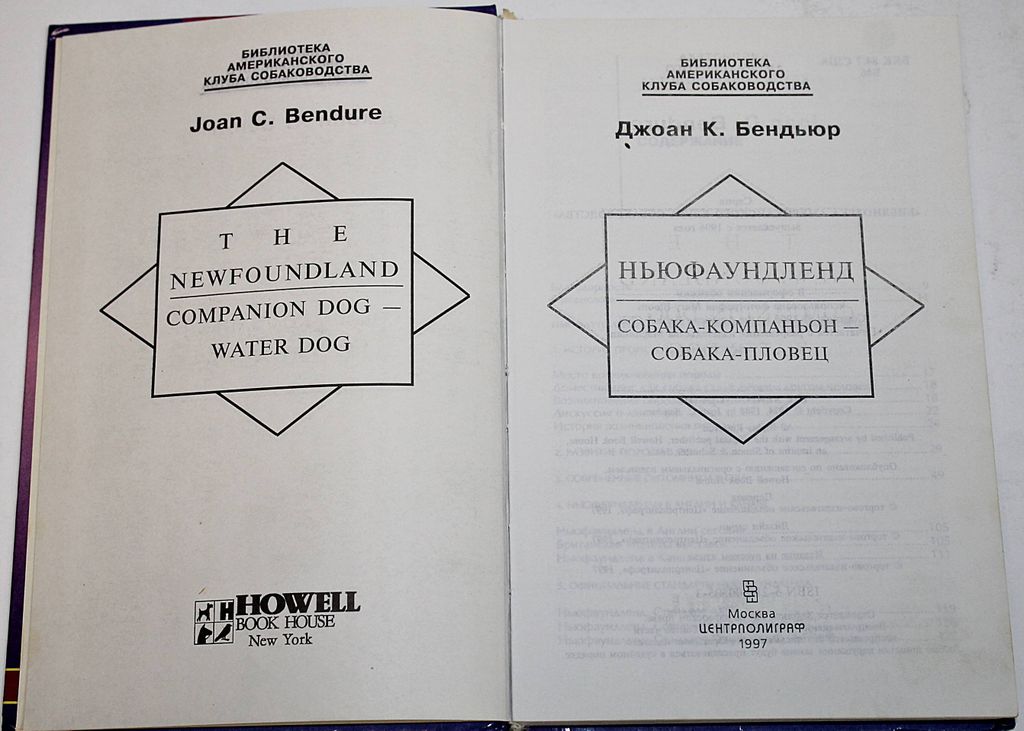 БИБЛИОТЕКА
АМЕРИКАНСКОГО
КЛУБА СОБАКОВОДСТВА
Joan C. Bendure
T H E
NEWFOUNDLAND
COMPANION DOG —
WATER DOG
H HOWELL
BOOK HOUSE
New York
БИБЛИОТЕКА
АМЕРИКАНСКОГО
КЛУБА СОБАКОВОДСТВА
Джоан К. Бендьюр
НЬЮФАУНДЛЕНД
СОБАКА-КОМПАНЬОН —
СОБАКА-ПЛОВЕЦ
Москва
ЦЕНТРПОЛИГРАФ
1997